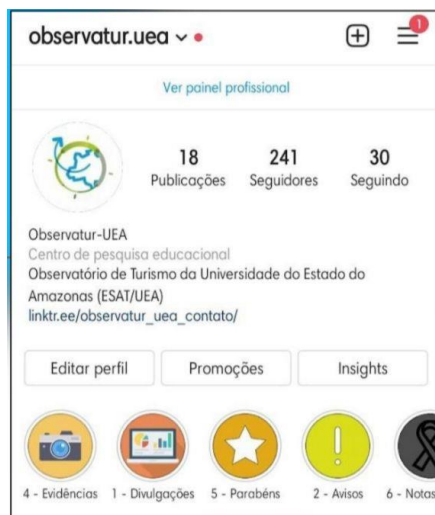 observatur.uea
1
Ver painel profissional
18 241 30
Publicações Seguidores Seguindo
Observatur-UEA
Centro de pesquisa educacional
Observatório de Turismo da Universidade do Estado do
Amazonas (ESAT/UEA)
linktr.ee/observatur_uea_contato/
Editar perfil Promoções Insights
4 - Evidências 1 - Divulgações 5 - Parabéns 2 - Avisos 6 - Notas